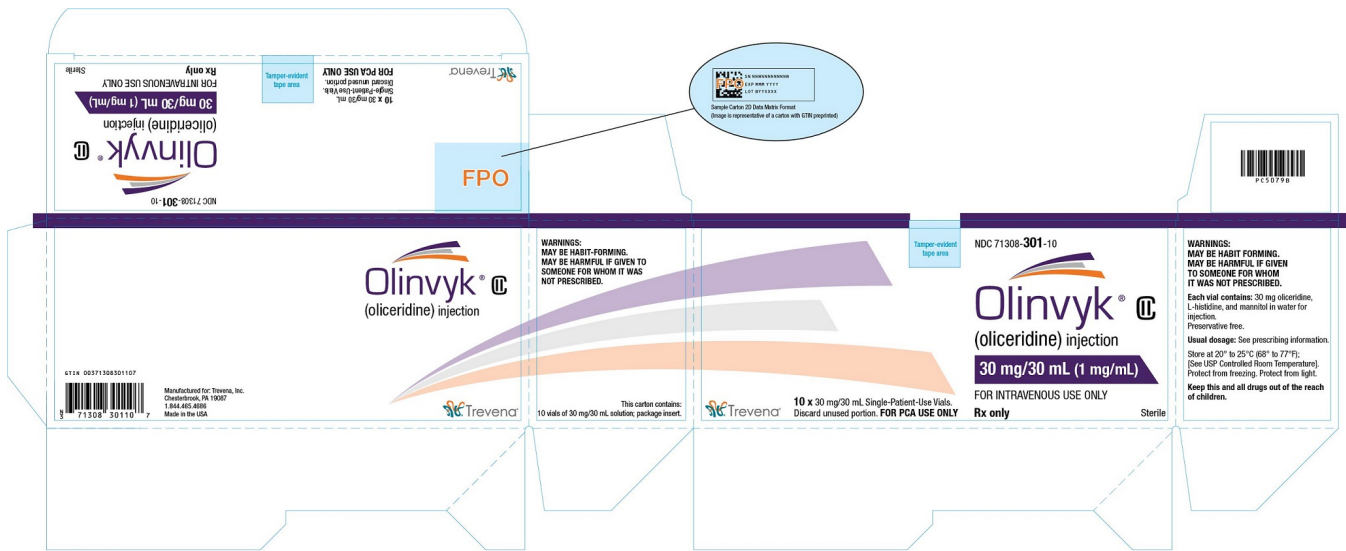 Sterile
Rx only
FOR INTRAVENOUS USE ONLY
30 mg/30 mL (1 mg/mL)
(oliceridine) injection
Olinvyk® CII
NDC 71308-301-10
Tamper-evident
tape area
10 x 30 mg/30 mL
Single-Patient-Use Vials.
Discard unused portion.
FOR PCA USE ONLY
Trevena®
FPO
FPO
SN NNNNNNNNNNNN
EXP MMM YYYY
LOT BYYXXXX
Sample Carton 2D Data Matrix Format
(Image is representative of a carton with GTIN preprinted)
PC5079B
Olinvyk® CII
(oliceridine) injection
GTIN 00371308301107
N
3 71308 30110 7
Manufactured for: Trevena, Inc.
Chesterbrook, PA 19087
1.844.465.4686
Made in the USA
Trevena®
WARNINGS:
MAY BE HABIT-FORMING.
MAY BE HARMFUL IF GIVEN TO
SOMEONE FOR WHOM IT WAS
NOT PRESCRIBED.
This carton contains:
10 vials of 30 mg/30 mL solution; package insert.
Tamper-evident
tape area
Trevena®
10 x 30 mg/30 mL Single-Patient-Use Vials.
Discard unused portion. FOR PCA USE ONLY
NDC 71308-301-10
Olinvyk® CII
(oliceridine) injection
30 mg/30 mL (1 mg/mL)
FOR INTRAVENOUS USE ONLY
Rx only
Sterile
WARNINGS:
MAY BE HABIT FORMING.
MAY BE HARMFUL IF GIVEN
TO SOMEONE FOR WHOM
IT WAS NOT PRESCRIBED.
Each vial contains: 30 mg oliceridine,
L-histidine, and mannitol in water for
injection.
Preservative free.
Usual dosage: See prescribing information.
Store at 20° to 25°C (68° to 77°F);
[See USP Controlled Room Temperature].
Protect from freezing. Protect from light.
Keep this and all drugs out of the reach
of children.